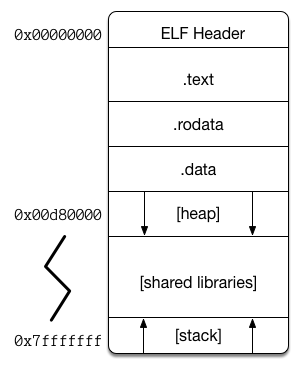 0x00000000
ELF Header
.text
.rodata
.data
0x00d80000
[heap]
[shared libraries]
[stack]
0x7fffffff